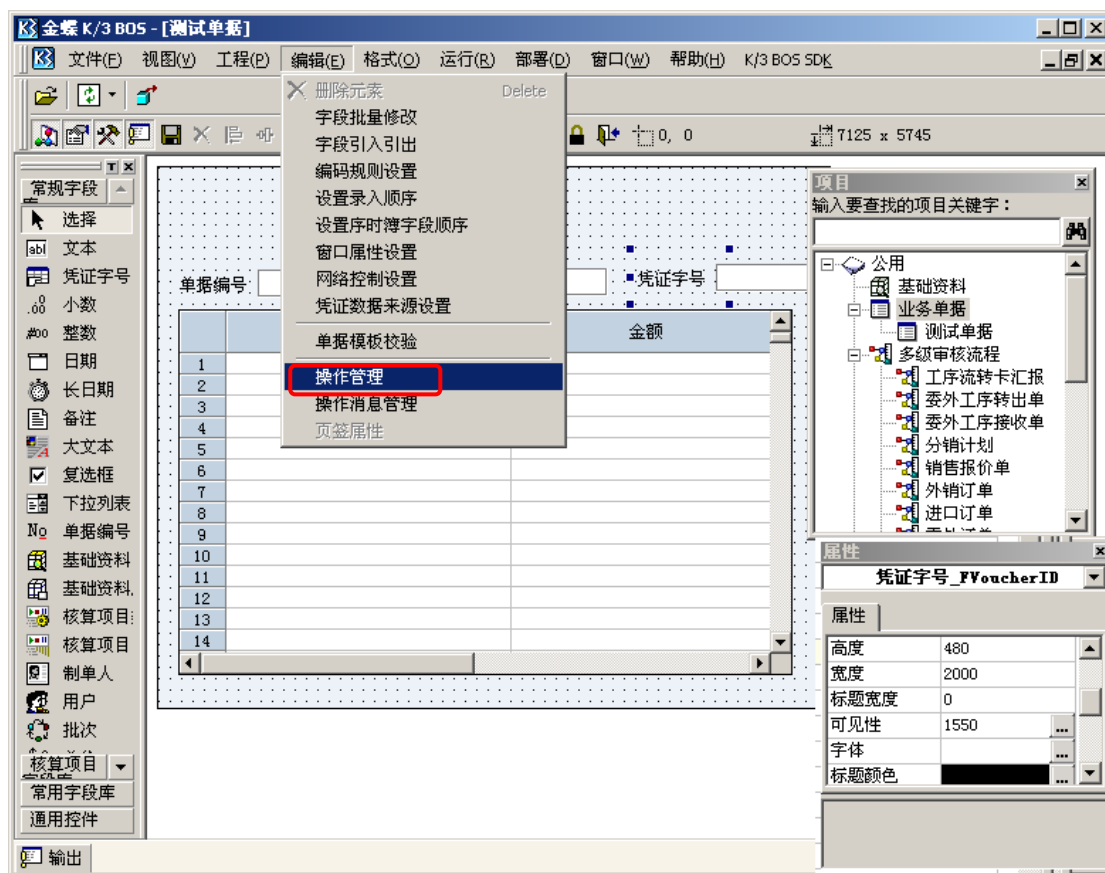 金蝶 K/3 BOS - [测试单据]
文件(F) 视图(V) 工程(P) 编辑(E) 格式(O) 运行(R) 部署(D) 窗口(W) 帮助(H) K/3 BOS SDK
删除元素 Delete
字段批量修改
字段引入引出
编码规则设置
设置录入顺序
设置序时簿字段顺序
窗口属性设置
网络控制设置
凭证数据来源设置
单据模板校验
操作管理
操作消息管理
页签属性
0, 0
7125 x 5745
常规字段
选择
文本
凭证字号
小数
整数
日期
长日期
备注
大文本
复选框
下拉列表
单据编号
基础资料
基础资料
核算项目
核算项目
制单人
用户
批次
核算项目
常用字段库
通用控件
输出
单据编号:
凭证字号
金额
1
2
3
4
5
6
7
8
9
10
11
12
13
14
项目
输入要查找的项目关键字:
公用
基础资料
业务单据
测试单据
多级审核流程
工序流转卡汇报
委外工序转出单
委外工序接收单
分销计划
销售报价单
外销订单
进口订单
属性
凭证字号_FVoucherID
属性
高度 480
宽度 2000
标题宽度 0
可见性 1550 ...
字体 ...
标题颜色 ...